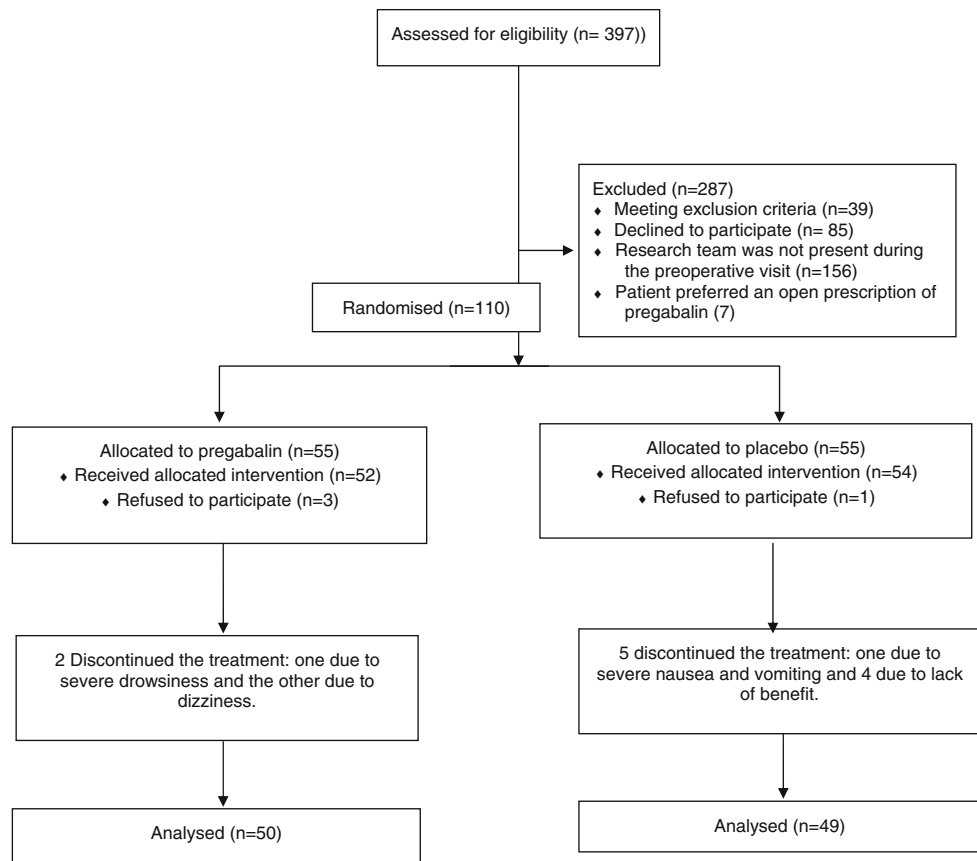 Assessed for eligibility (n= 397))
Excluded (n=287)
♦ Meeting exclusion criteria (n=39)
♦ Declined to participate (n= 85)
♦ Research team was not present during
the preoperative visit (n=156)
♦ Patient preferred an open prescription of
pregabalin (7)
Randomised (n=110)
Allocated to pregabalin (n=55)
♦ Received allocated intervention (n=52)
♦ Refused to participate (n=3)
Allocated to placebo (n=55)
♦ Received allocated intervention (n=54)
♦ Refused to participate (n=1)
2 Discontinued the treatment: one due to
severe drowsiness and the other due to
dizziness.
5 discontinued the treatment: one due to
severe nausea and vomiting and 4 due to lack
of benefit.
Analysed (n=50)
Analysed (n=49)